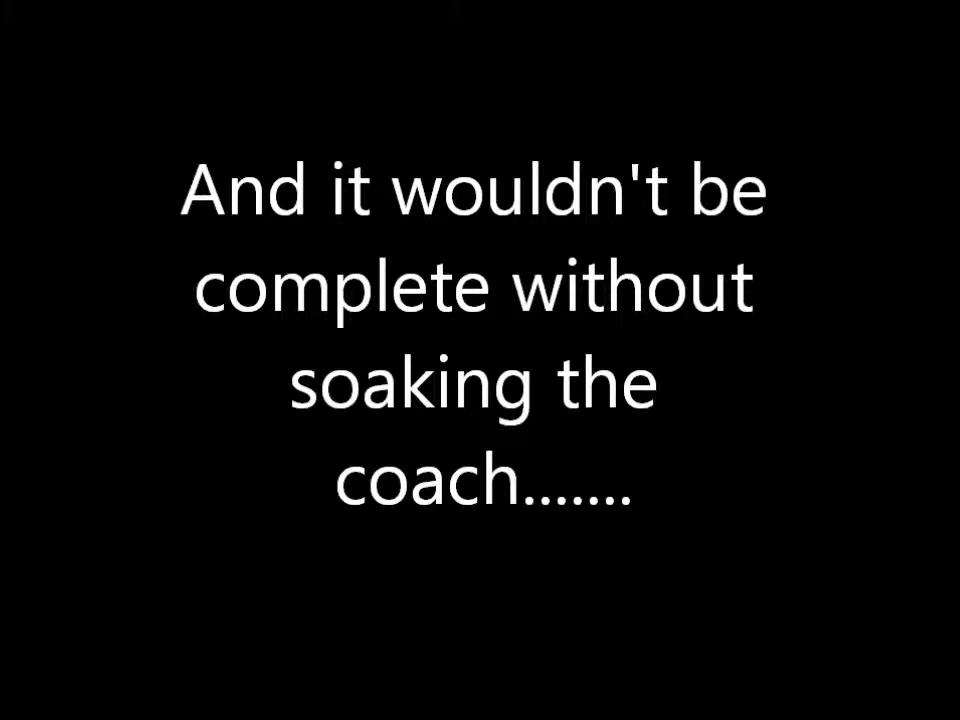 And it wouldn't be
complete without
soaking the
coach.......